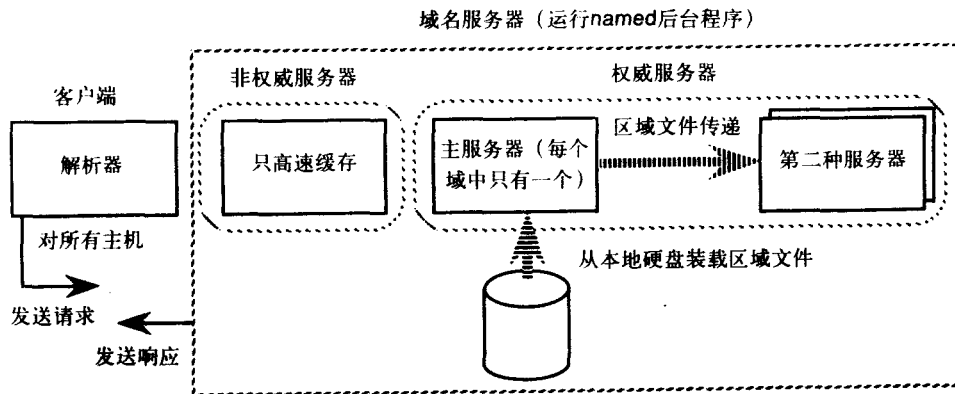 域名服务器（运行named后台程序）
非权威服务器
权威服务器
客户端
解析器
只高速缓存
主服务器（每个
域中只有一个）
区域文件传递
第二种服务器
对所有主机
从本地硬盘装载区域文件
发送请求
发送响应